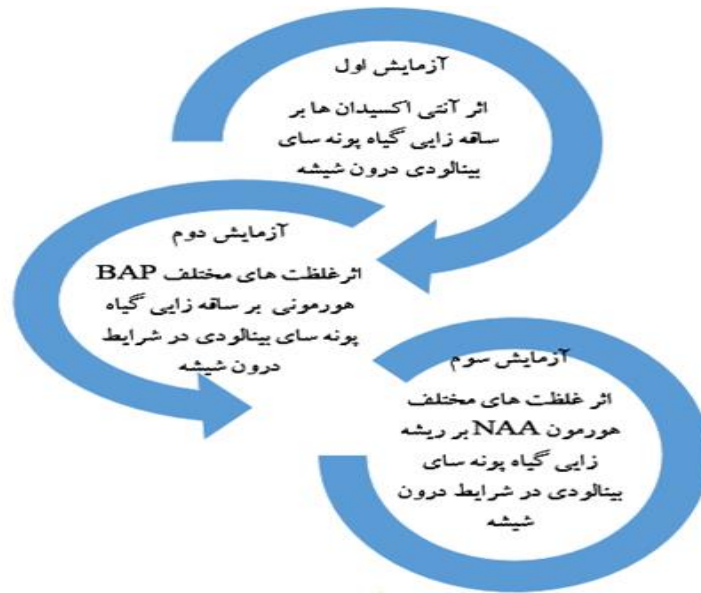 آزمایش اول
اثر آنتی اکسیدان ها بر
ساقه زایی گیاه پونه سای
بینالودی درون شیشه
آزمایش دوم
اثرغلظت های مختلف BAP
هورمونی بر ساقه زایی گیاه
پونه سای بینالودی در شرایط
درون شیشه
آزمایش سوم
اثر غلظت های مختلف
هورمون NAA بر ریشه
زایی گیاه پونه سای
بینالودی در شرایط درون
شیشه